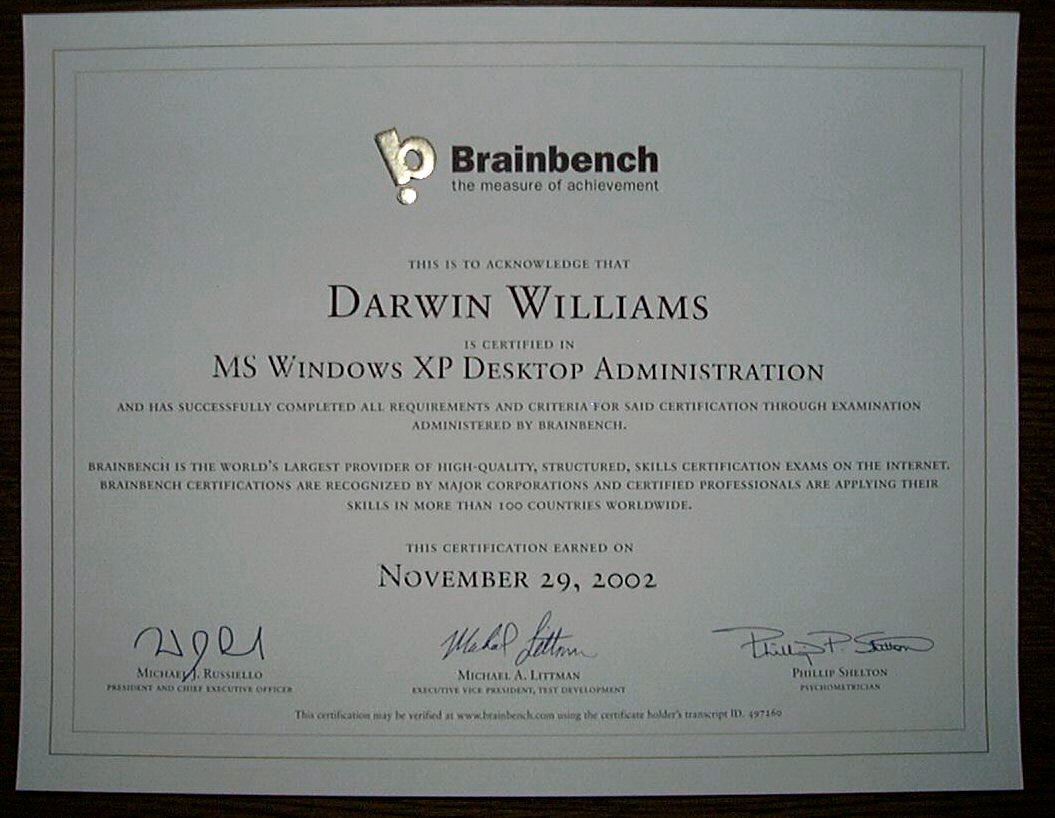 Brainbench
the measure of achievement
THIS IS TO ACKNOWLEDGE THAT
DARWIN WILLIAMS
IS CERTIFIED IN
MS WINDOWS XP DESKTOP ADMINISTRATION
AND HAS SUCCESSFULLY COMPLETED ALL REQUIREMENTS AND CRITERIA FOR SAID CERTIFICATION THROUGH EXAMINATION
ADMINISTERED BY BRAINBENCH.
BRAINBENCH IS THE WORLD'S LARGEST PROVIDER OF HIGH-QUALITY, STRUCTURED, SKILLS CERTIFICATION EXAMS ON THE INTERNET.
BRAINBENCH CERTIFICATIONS ARE RECOGNIZED BY MAJOR CORPORATIONS AND CERTIFIED PROFESSIONALS ARE APPLYING THEIR
SKILLS IN MORE THAN 100 COUNTRIES WORLDWIDE.
THIS CERTIFICATION EARNED ON
NOVEMBER 29, 2002
Michael Littman
Phillip P. Shelton
MICHAEL J. RUSSIELLO
MICHAEL A. LITTMAN
PHILLIP SHELTON
PRESIDENT AND CHIEF EXECUTIVE OFFICER
EXECUTIVE VICE PRESIDENT, TEST DEVELOPMENT
PSYCHOMETRICIAN
This certification may be verified at www.brainbench.com using the certificate holder's transcript ID. 497260